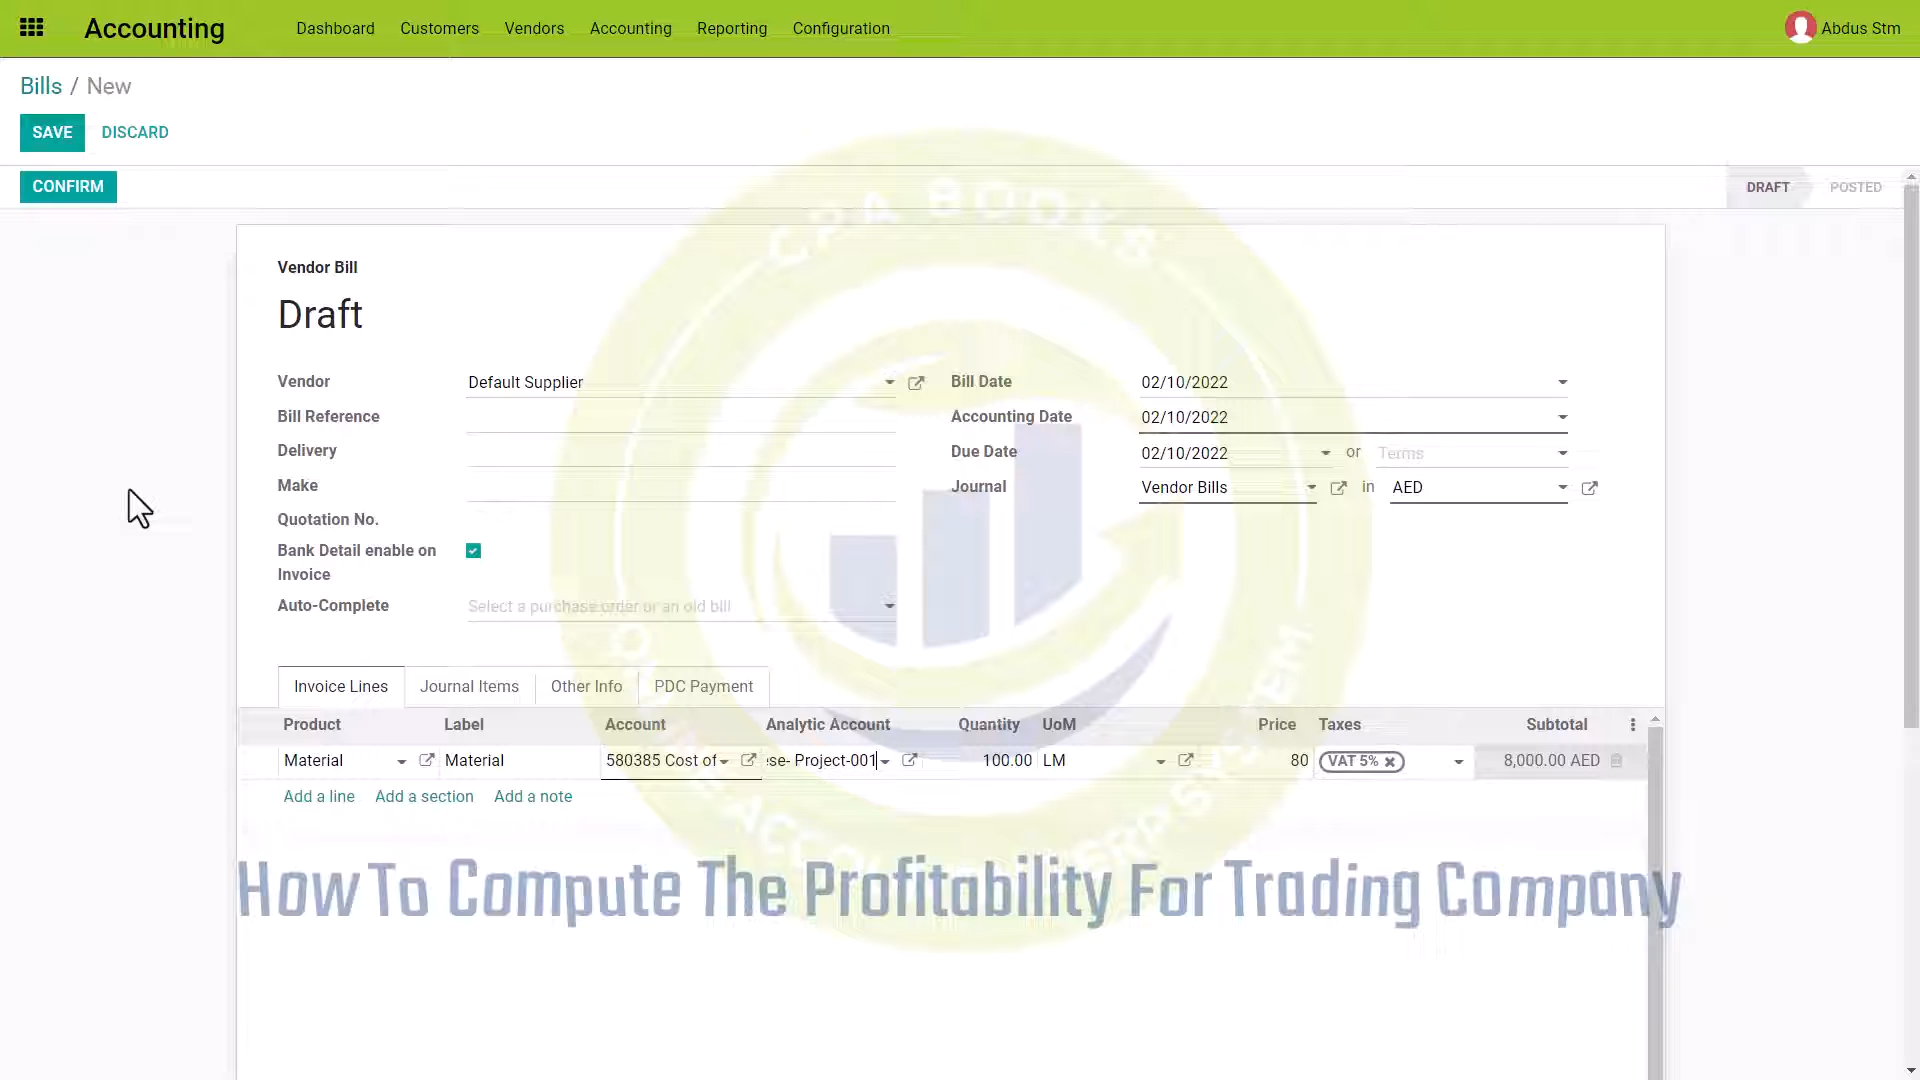 Accounting Dashboard Customers Vendors Accounting Reporting Configuration Abdus Stm
Bills / New
SAVE DISCARD
CONFIRM DRAFT POSTED
C2A BOOKS
Vendor Bill
Draft
Vendor Default Supplier Bill Date 02/10/2022
Bill Reference Accounting Date 02/10/2022
Delivery Due Date 02/10/2022 or Terms
Make Journal Vendor Bills in AED
Quotation No.
Bank Detail enable on
Invoice
Auto-Complete Select a purchase order or an old bill
Invoice Lines Journal Items Other Info PDC Payment
Product Label Account Analytic Account Quantity UoM Price Taxes Subtotal
Material Material 580385 Cost of se- Project-001 100.00 LM 80 VAT 5% 8,000.00 AED
Add a line Add a section Add a note
ERP SYSTEM
How To Compute The Profitability For Trading Company